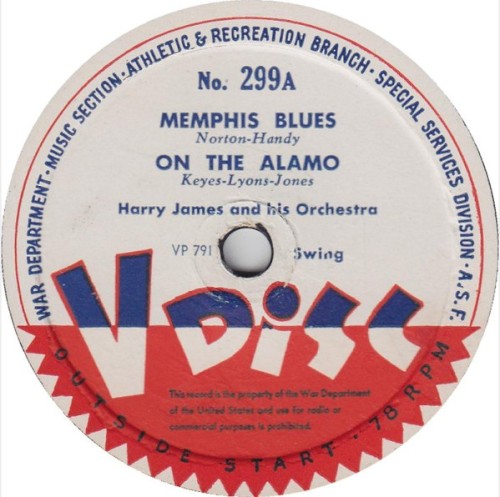 WAR DEPARTMENT · MUSIC SECTION · ATHLETIC & RECREATION BRANCH · SPECIAL SERVICES DIVISION · A.S.F.
No. 299A
MEMPHIS BLUES
Norton-Handy
ON THE ALAMO
Keyes-Lyons-Jones
Harry James and his Orchestra
VP 791 Swing
V DiSC
This record is the property of the War Department
of the United States and use for radio or
commercial purposes is prohibited.
OUTSIDE START · 78 RPM